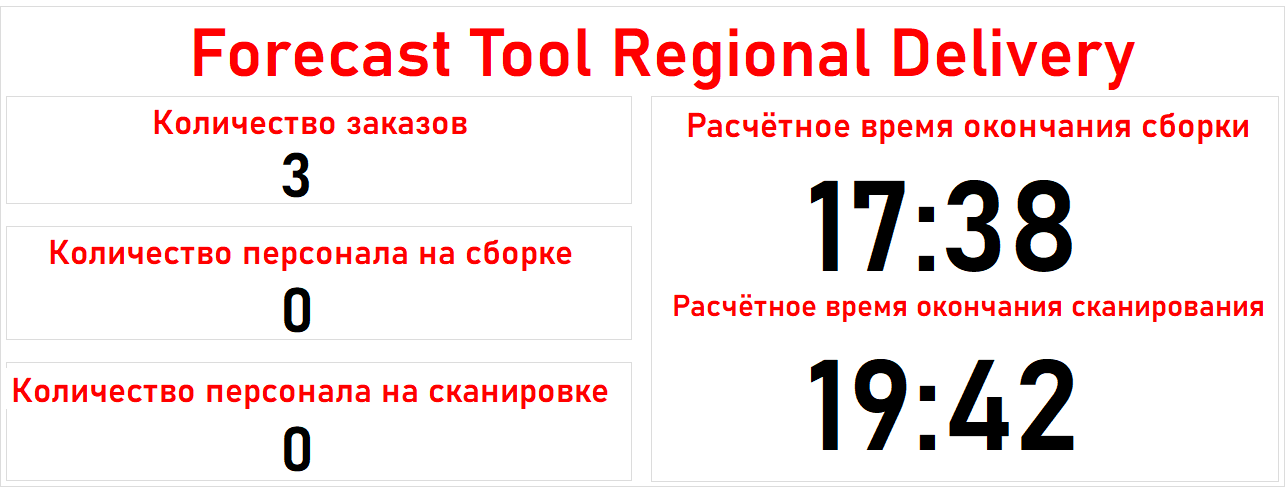 Forecast Tool Regional Delivery
Количество заказов
3
Количество персонала на сборке
0
Количество персонала на сканировке
0
Расчётное время окончания сборки
17:38
Расчётное время окончания сканирования
19:42